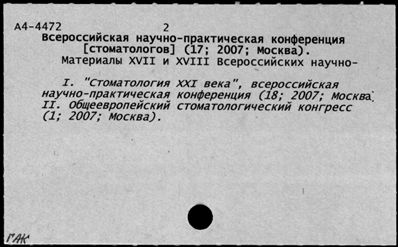 А4-4472 2
Всероссийская научно-практическая конференция
[стоматологов] (17; 2007; Москва).
Материалы XVII и XVIII Всероссийских научно-
I. "Стоматология XXI века", всероссийская
научно-практическая конференция (18; 2007; Москва)
II. Общеевропейский стоматологический конгресс
(1; 2007; Москва).
ГАК